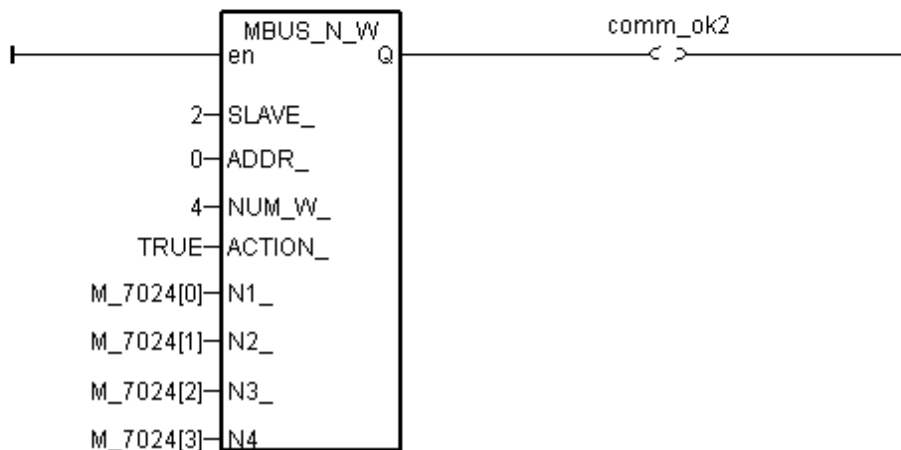 MBUS_N_W
comm_ok2
en Q
2 SLAVE_
0 ADDR_
4 NUM_W_
TRUE ACTION_
M_7024[0] N1_
M_7024[1] N2_
M_7024[2] N3_
M_7024[3] N4